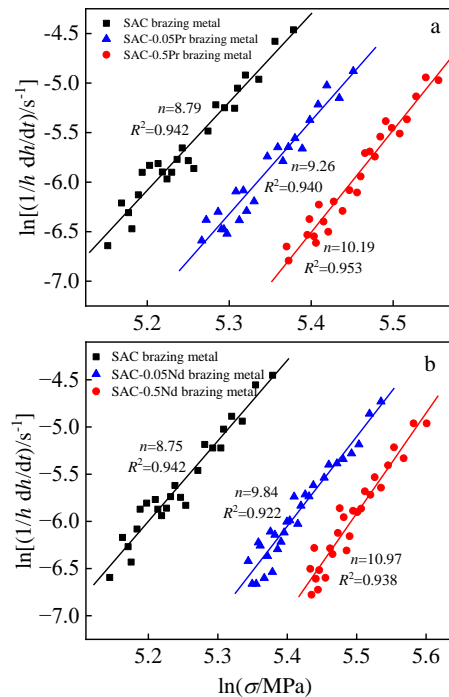 SAC brazing metal
SAC-0.05Pr brazing metal
SAC-0.5Pr brazing metal
a
n=8.79
R²=0.942
n=9.26
R²=0.940
n=10.19
R²=0.953
-4.5
-5.0
-5.5
-6.0
-6.5
-7.0
ln[(1/h dh/dt)/s⁻¹]
5.2 5.3 5.4 5.5
SAC brazing metal
SAC-0.05Nd brazing metal
SAC-0.5Nd brazing metal
b
n=8.75
R²=0.942
n=9.84
R²=0.922
n=10.97
R²=0.938
−4.5
−5.0
−5.5
−6.0
−6.5
−7.0
ln[(1/h dh/dt)/s⁻¹]
5.2 5.3 5.4 5.5 5.6
ln(σ/MPa)